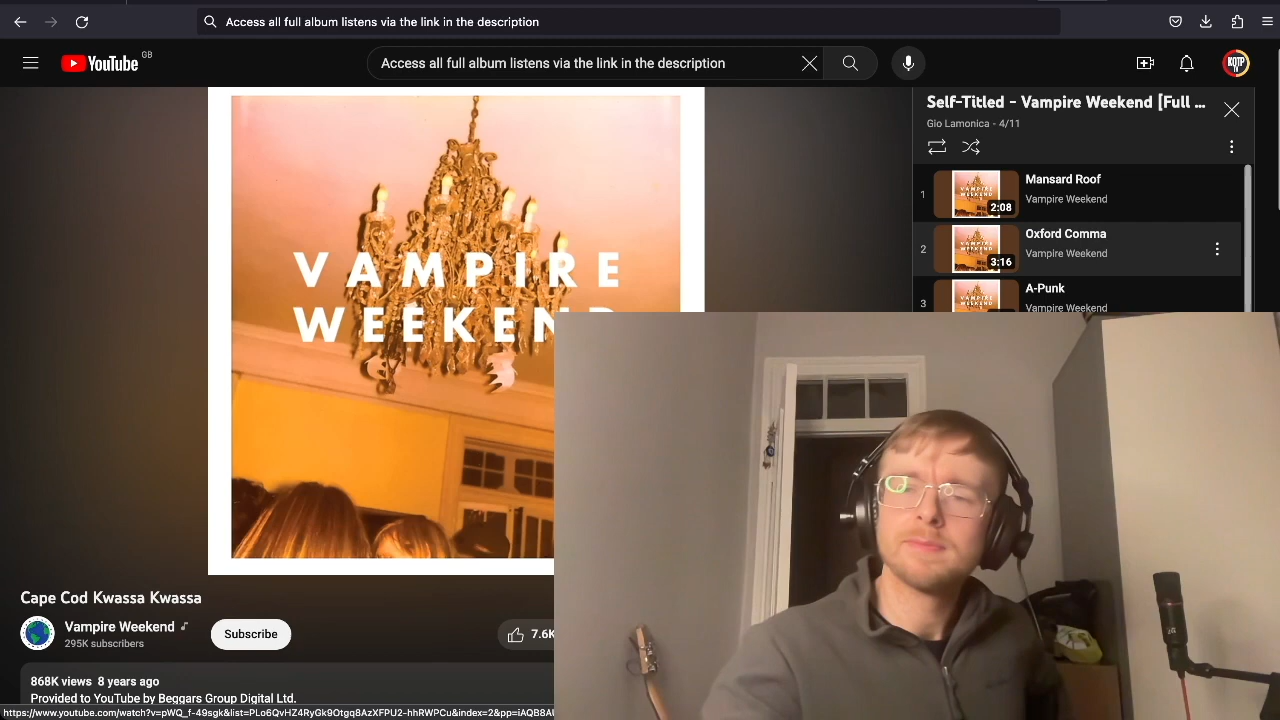 Access all full album listens via the link in the description
YouTube GB
Access all full album listens via the link in the description
VAMPIRE
WEEKEND
Self-Titled - Vampire Weekend [Full ...
Gio Lamonica - 4/11
1
2:08
Mansard Roof
Vampire Weekend
2
3:16
Oxford Comma
Vampire Weekend
3
A-Punk
Vampire Weekend
Cape Cod Kwassa Kwassa
Vampire Weekend
295K subscribers
Subscribe
7.6K
868K views 8 years ago
Provided to YouTube by Beggars Group Digital Ltd.